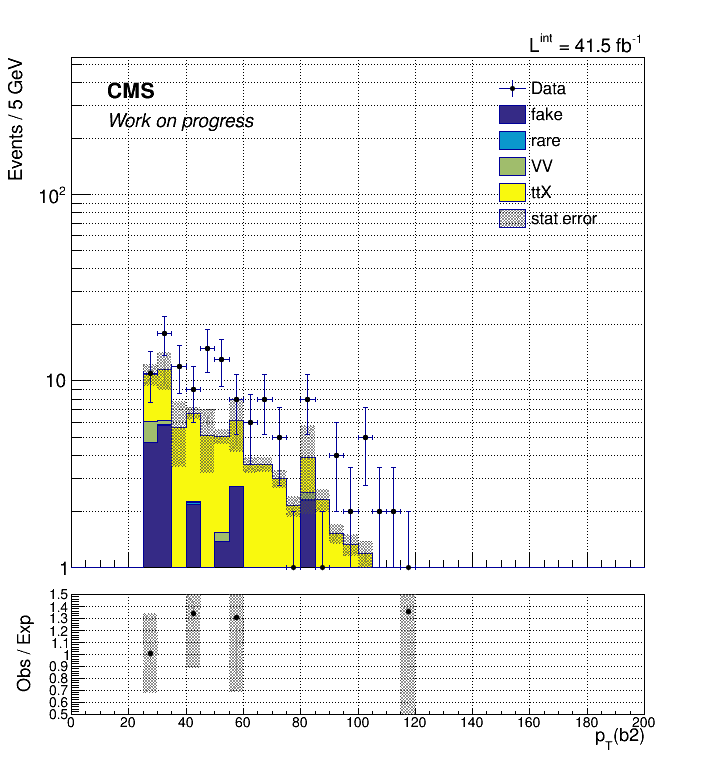 L^int = 41.5 fb^-1
Events / 5 GeV
CMS
Work on progress
Data
fake
rare
VV
ttX
stat error
10²
10
1
Obs / Exp
1.5
1.4
1.3
1.2
1.1
1
0.9
0.8
0.7
0.6
0.5
0 20 40 60 80 100 120 140 160 180 200
p_T(b2)